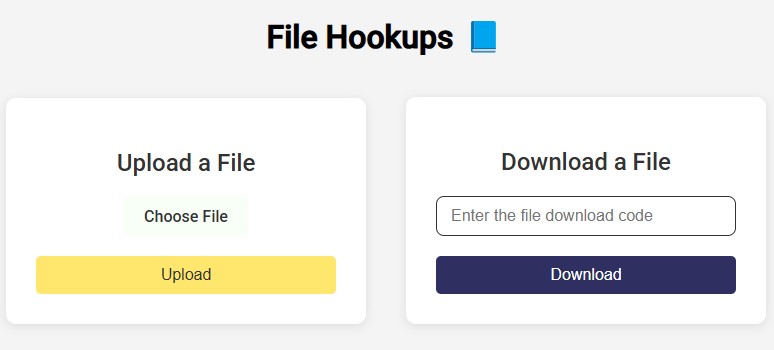 File Hookups 📘
Upload a File
Choose File
Upload
Download a File
Enter the file download code
Download